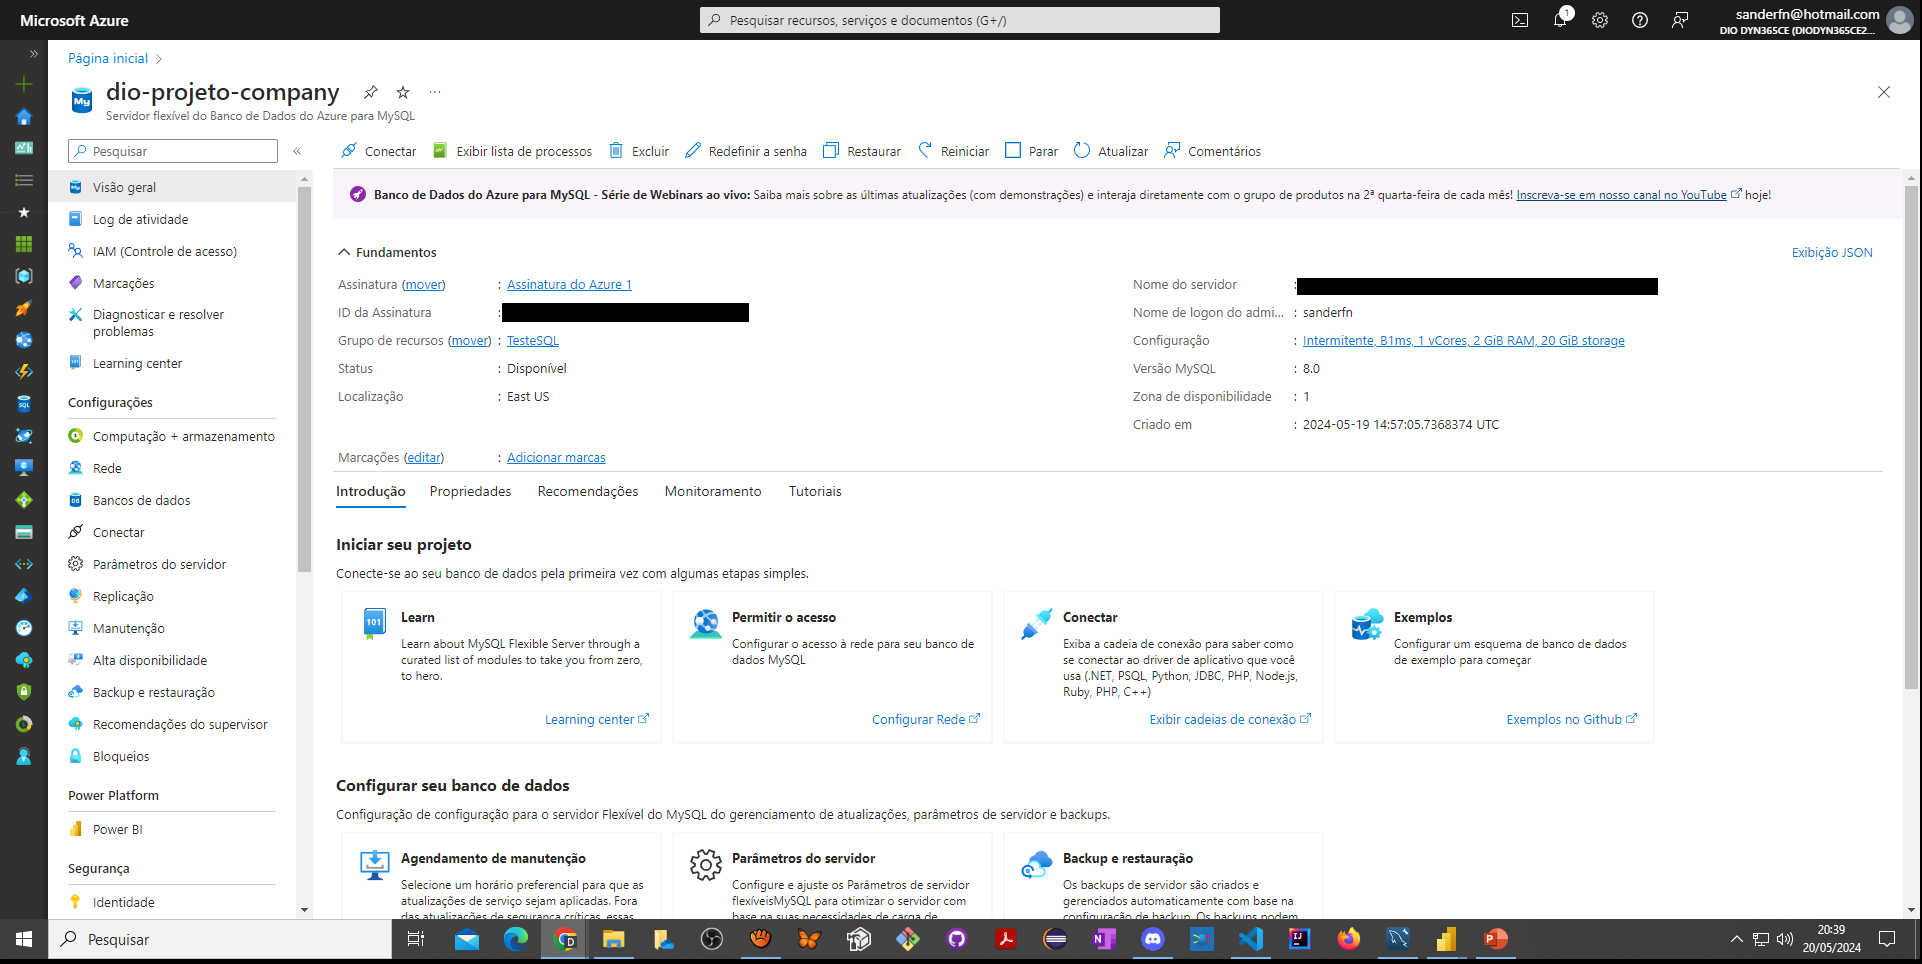 Microsoft Azure
Pesquisar recursos, serviços e documentos (G+/)
1
sanderfn@hotmail.com
DIO DYN365CE (DIODYN365CE2...
Página inicial
dio-projeto-company
...
Servidor flexível do Banco de Dados do Azure para MySQL
Pesquisar
Conectar
Exibir lista de processos
Excluir
Redefinir a senha
Restaurar
Reiniciar
Parar
Atualizar
Comentários
Visão geral
Log de atividade
IAM (Controle de acesso)
Marcações
Diagnosticar e resolver
problemas
Learning center
Configurações
Computação + armazenamento
Rede
Bancos de dados
Conectar
Parâmetros do servidor
Replicação
Manutenção
Alta disponibilidade
Backup e restauração
Recomendações do supervisor
Bloqueios
Power Platform
Power BI
Segurança
Identidade
Banco de Dados do Azure para MySQL - Série de Webinars ao vivo: Saiba mais sobre as últimas atualizações (com demonstrações) e interaja diretamente com o grupo de produtos na 2ª quarta-feira de cada mês! Inscreva-se em nosso canal no YouTube hoje!
Fundamentos
Exibição JSON
Assinatura (mover) : Assinatura do Azure 1
ID da Assinatura :
Grupo de recursos (mover) : TesteSQL
Status : Disponível
Localização : East US
Nome do servidor :
Nome de logon do admi... : sanderfn
Configuração : Intermitente, B1ms, 1 vCores, 2 GiB RAM, 20 GiB storage
Versão MySQL : 8.0
Zona de disponibilidade : 1
Criado em : 2024-05-19 14:57:05.7368374 UTC
Marcações (editar) : Adicionar marcas
Introdução
Propriedades
Recomendações
Monitoramento
Tutoriais
Iniciar seu projeto
Conecte-se ao seu banco de dados pela primeira vez com algumas etapas simples.
Learn
Learn about MySQL Flexible Server through a
curated list of modules to take you from zero,
to hero.
Learning center
Permitir o acesso
Configurar o acesso à rede para seu banco de
dados MySQL
Configurar Rede
Conectar
Exiba a cadeia de conexão para saber como
se conectar ao driver de aplicativo que você
usa (.NET, PSQL, Python, JDBC, PHP, Node.js,
Ruby, PHP, C++)
Exibir cadeias de conexão
Exemplos
Configurar um esquema de banco de dados
de exemplo para começar
Exemplos no Github
Configurar seu banco de dados
Configuração de configuração para o servidor Flexível do MySQL do gerenciamento de atualizações, parâmetros de servidor e backups.
Agendamento de manutenção
Selecione um horário preferencial para que as
atualizações de serviço sejam aplicadas. Fora
das atualizações de segurança críticas, essas
Parâmetros do servidor
Configure e ajuste os Parâmetros de servidor
flexíveisMySQL para otimizar o servidor com
base na suas necessidades de carga de
Backup e restauração
Os backups de servidor são criados e
gerenciados automaticamente com base na
configuração de backup. Os backups podem
Pesquisar
20:39
20/05/2024